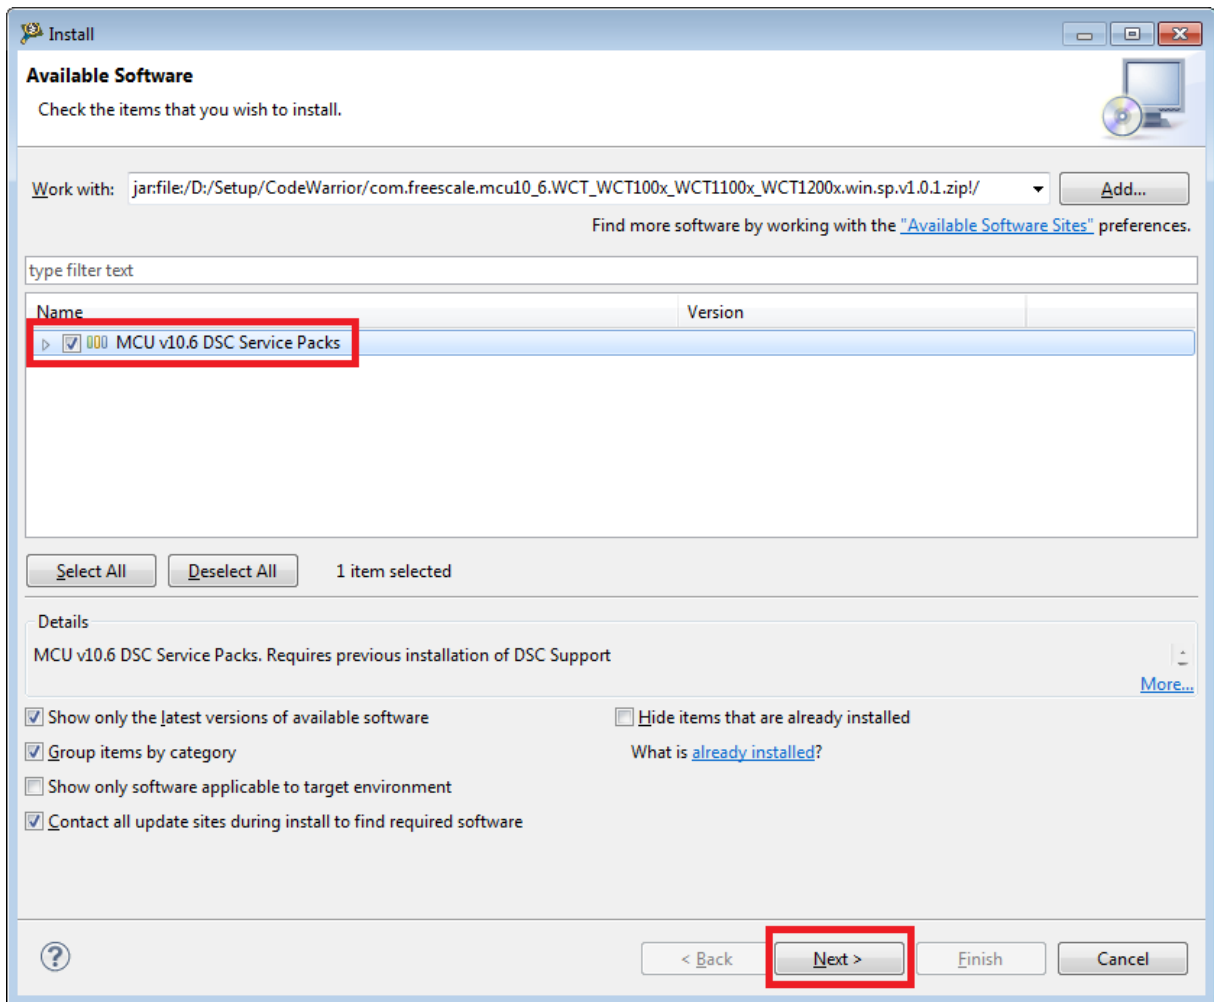 Install
Available Software
Check the items that you wish to install.
Work with: jar:file:/D:/Setup/CodeWarrior/com.freescale.mcu10_6.WCT_WCT100x_WCT1100x_WCT1200x.win.sp.v1.0.1.zip!/ Add...
Find more software by working with the "Available Software Sites" preferences.
type filter text
Name Version
MCU v10.6 DSC Service Packs
Select All Deselect All 1 item selected
Details
MCU v10.6 DSC Service Packs. Requires previous installation of DSC Support
More...
Show only the latest versions of available software Hide items that are already installed
Group items by category What is already installed?
Show only software applicable to target environment
Contact all update sites during install to find required software
? < Back Next > Finish Cancel